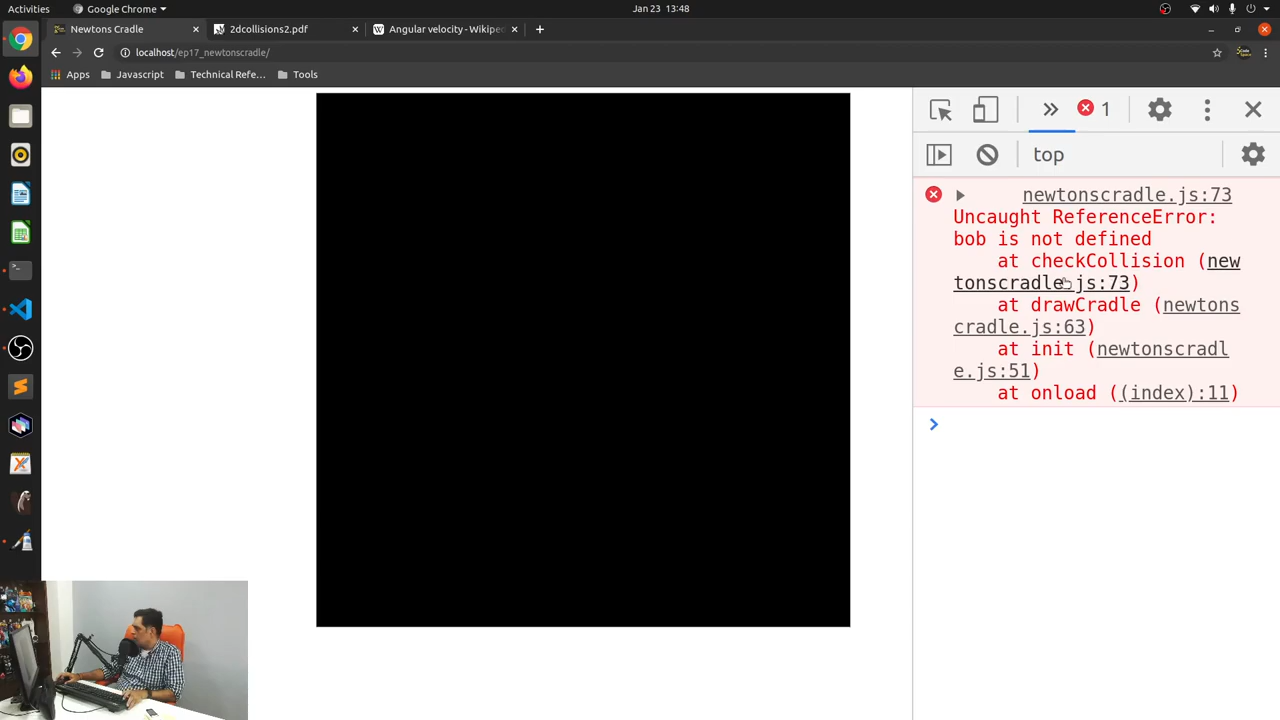 Activities
Google Chrome
Jan 23 13:48
Newtons Cradle
2dcollisions2.pdf
Angular velocity - Wikipe
localhost/ep17_newtonscradle/
Apps
Javascript
Technical Refe...
Tools
1
top
newtonscradle.js:73
Uncaught ReferenceError:
bob is not defined
at checkCollision (new
tonscradle.js:73)
at drawCradle (newtons
cradle.js:63)
at init (newtonscradl
e.js:51)
at onload ((index):11)